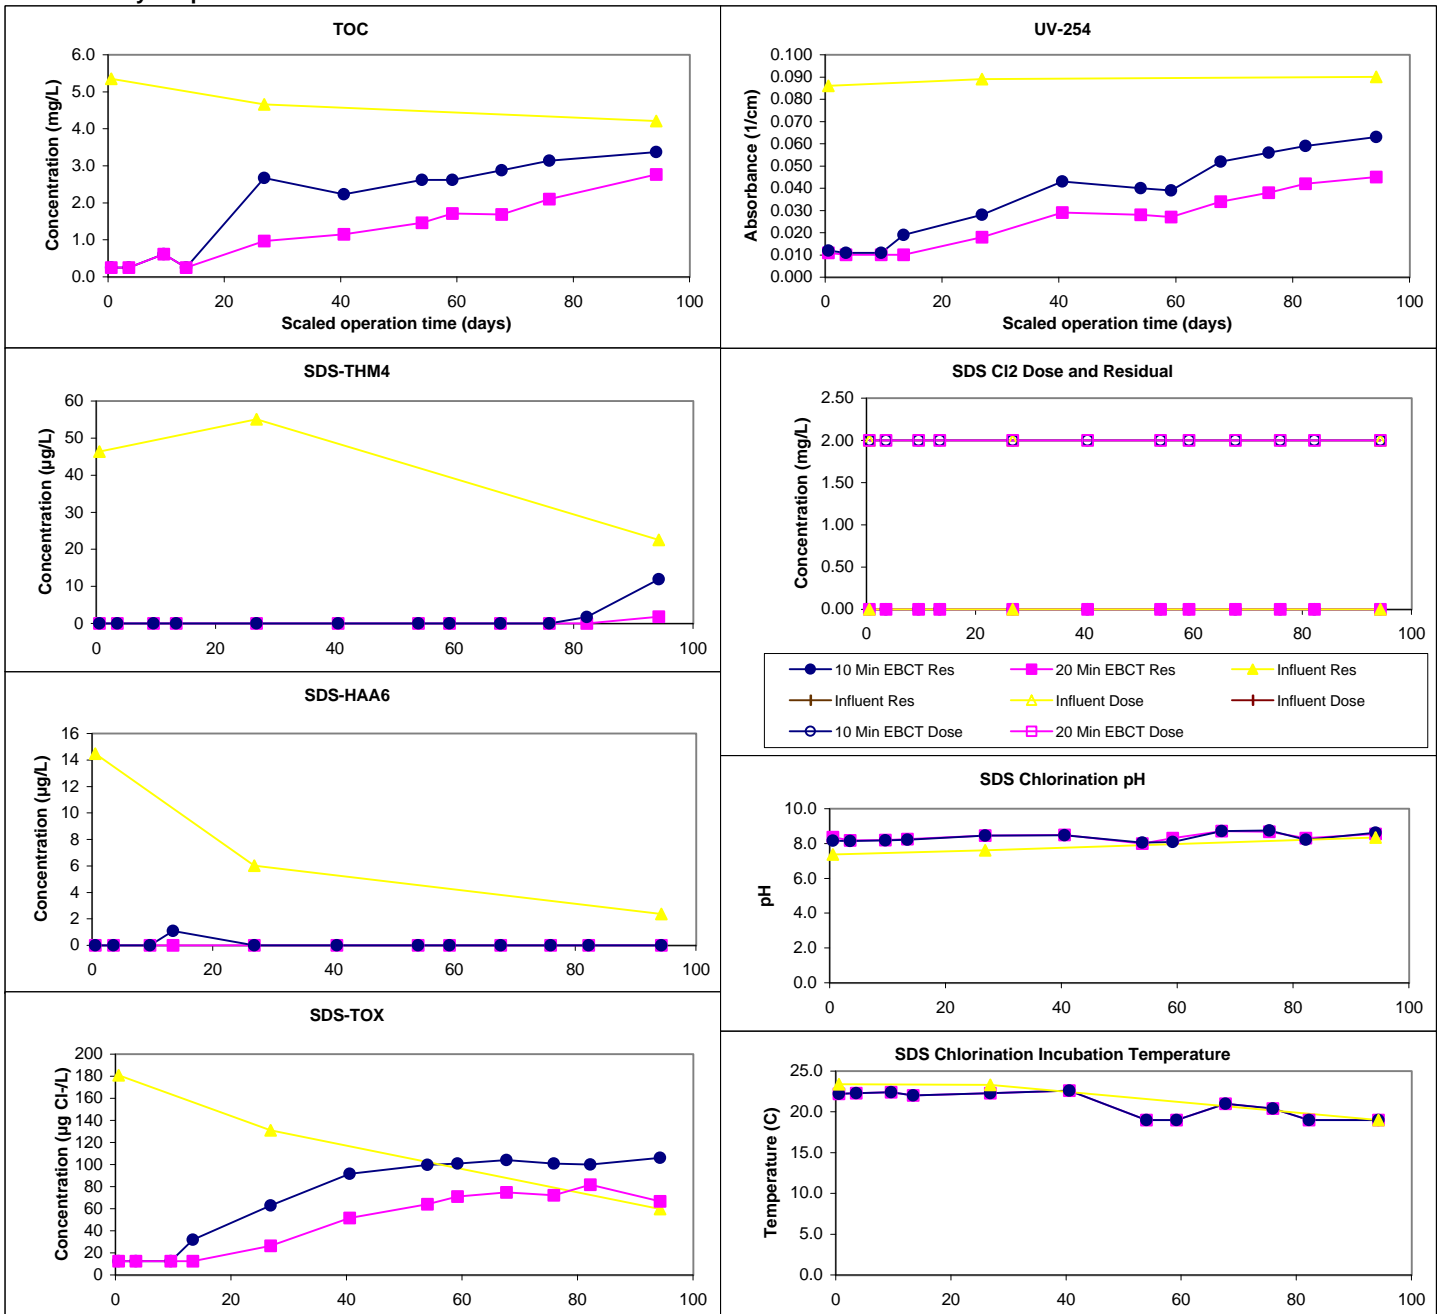 TOC
6.0
5.0
4.0
3.0
2.0
1.0
0.0
Concentration (mg/L)
0 20 40 60 80 100
Scaled operation time (days)
UV-254
0.100
0.090
0.080
0.070
0.060
0.050
0.040
0.030
0.020
0.010
0.000
Absorbance (1/cm)
0 20 40 60 80 100
Scaled operation time (days)
SDS-THM4
60
50
40
30
20
10
0
Concentration (µg/L)
0 20 40 60 80 100
SDS Cl2 Dose and Residual
2.50
2.00
1.50
1.00
0.50
0.00
Concentration (mg/L)
0 20 40 60 80 100
10 Min EBCT Res 20 Min EBCT Res Influent Res
Influent Res Influent Dose Influent Dose
10 Min EBCT Dose 20 Min EBCT Dose
SDS-HAA6
16
14
12
10
8
6
4
2
0
Concentration (µg/L)
0 20 40 60 80 100
SDS Chlorination pH
10.0
8.0
6.0
4.0
2.0
0.0
pH
0 20 40 60 80 100
SDS-TOX
200
180
160
140
120
100
80
60
40
20
0
Concentration (µg Cl-/L)
0 20 40 60 80 100
SDS Chlorination Incubation Temperature
25.0
20.0
15.0
10.0
5.0
0.0
Temperature (C)
0 20 40 60 80 100